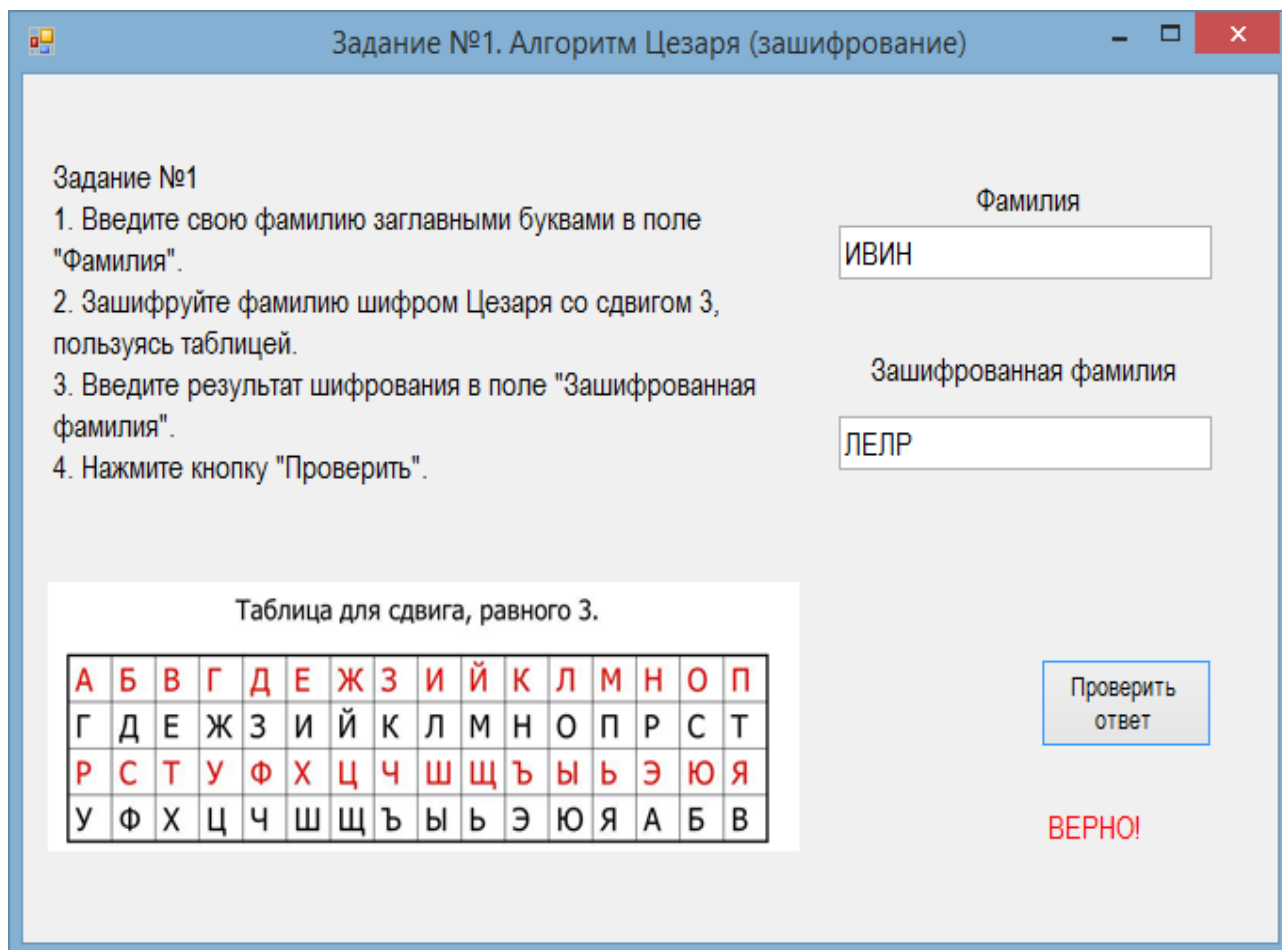 Задание №1. Алгоритм Цезаря (зашифрование)
Задание №1
1. Введите свою фамилию заглавными буквами в поле
"Фамилия".
2. Зашифруйте фамилию шифром Цезаря со сдвигом 3,
пользуясь таблицей.
3. Введите результат шифрования в поле "Зашифрованная
фамилия".
4. Нажмите кнопку "Проверить".
Фамилия
ИВИН
Зашифрованная фамилия
ЛЕЛР
Таблица для сдвига, равного 3.
А Б В Г Д Е Ж З И Й К Л М Н О П
Г Д Е Ж З И Й К Л М Н О П Р С Т
Р С Т У Ф Х Ц Ч Ш Щ Ъ Ы Ь Э Ю Я
У Ф Х Ц Ч Ш Щ Ъ Ы Ь Э Ю Я А Б В
Проверить
ответ
ВЕРНО!